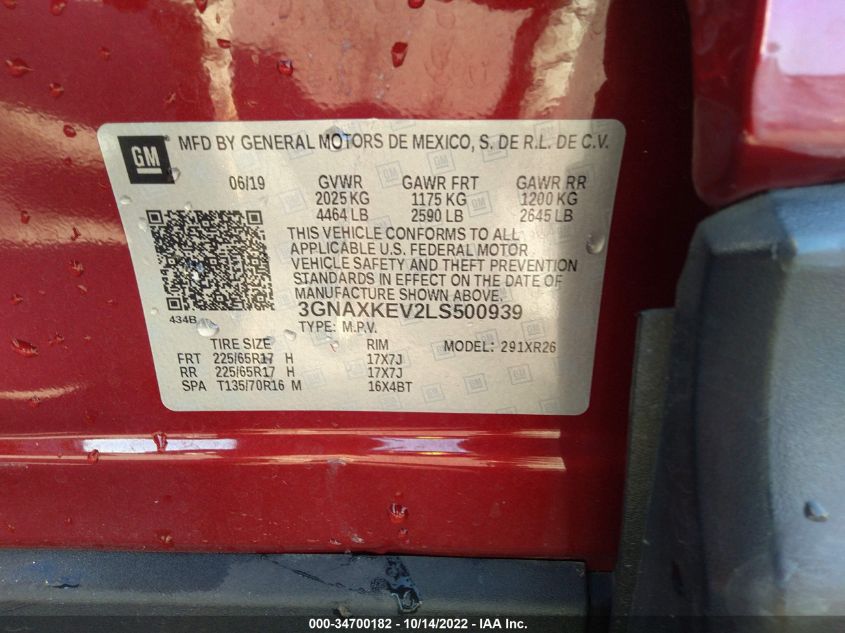 GM MFD BY GENERAL MOTORS DE MEXICO, S. DE R.L. DE C.V.
06/19 GVWR GAWR FRT GAWR RR
2025 KG 1175 KG 1200 KG
4464 LB 2590 LB 2645 LB
THIS VEHICLE CONFORMS TO ALL
APPLICABLE U.S. FEDERAL MOTOR
VEHICLE SAFETY AND THEFT PREVENTION
STANDARDS IN EFFECT ON THE DATE OF
MANUFACTURE SHOWN ABOVE.
434B 3GNAXKEV2LS500939
TYPE: M.P.V.
TIRE SIZE RIM MODEL: 291XR26
FRT 225/65R17 H 17X7J
RR 225/65R17 H 17X7J
SPA T135/70R16 M 16X4BT
000-34700182 - 10/14/2022 - IAA Inc.